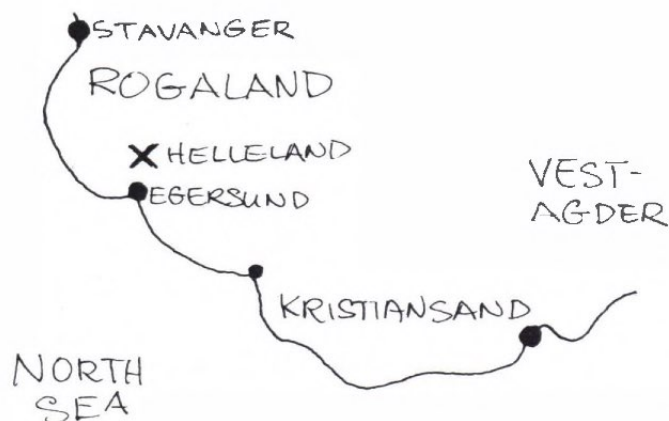 STAVANGER
ROGALAND
HELLELAND
EGERSUND
VEST-
AGDER
KRISTIANSAND
NORTH
SEA